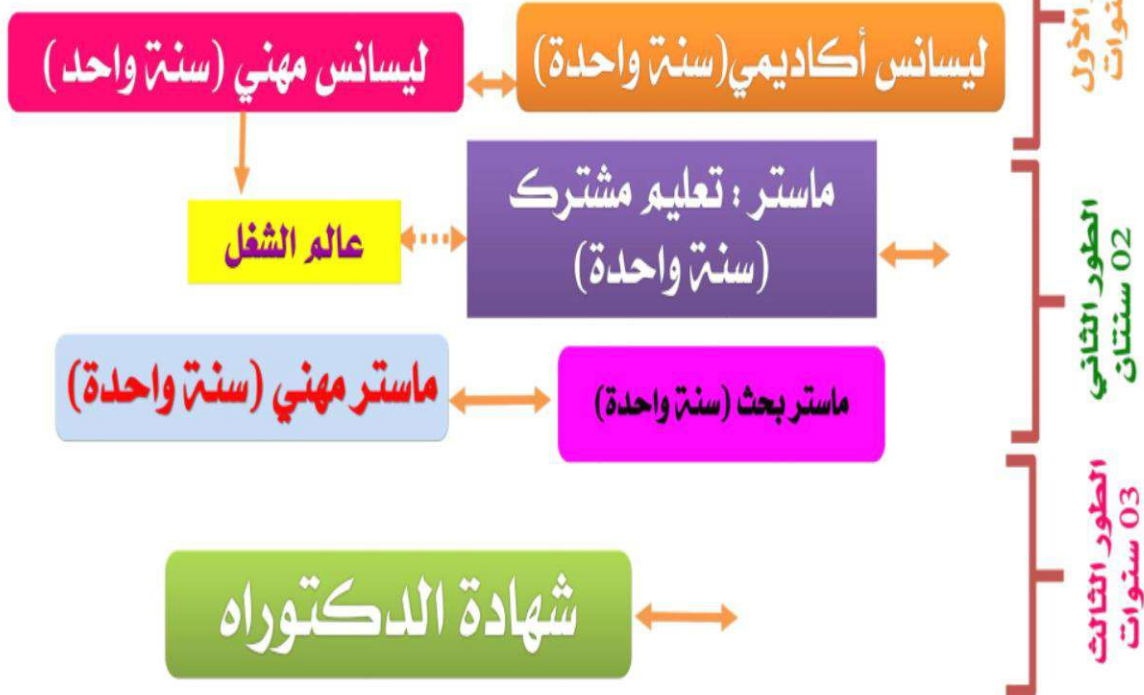 ليسانس أكاديمي(سنة واحدة)
ليسانس مهني (سنة واحد )
الأول
ماستر : تعليم مشترك
(سنة واحدة)
عالم الشغل
الطور الثاني
02 سنتان
ماستر بحث (سنة واحدة)
ماستر مهني (سنة واحدة)
الطور الثالث
03 سنوات
شهادة الدكتوراه